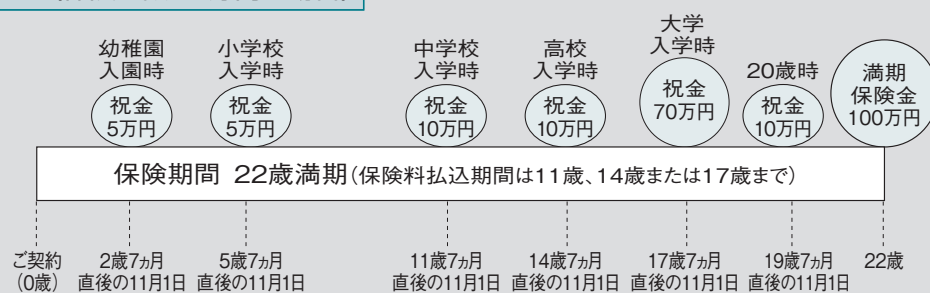 幼稚園
入園時
祝金
5万円
小学校
入学時
祝金
5万円
中学校
入学時
祝金
10万円
高校
入学時
祝金
10万円
大学
入学時
祝金
70万円
20歳時
祝金
10万円
満期
保険金
100万円
保険期間 22歳満期(保険料払込期間は11歳、14歳または17歳まで)
ご契約
(0歳)
2歳7ヵ月
直後の11月1日
5歳7ヵ月
直後の11月1日
11歳7ヵ月
直後の11月1日
14歳7ヵ月
直後の11月1日
17歳7ヵ月
直後の11月1日
19歳7ヵ月
直後の11月1日
22歳